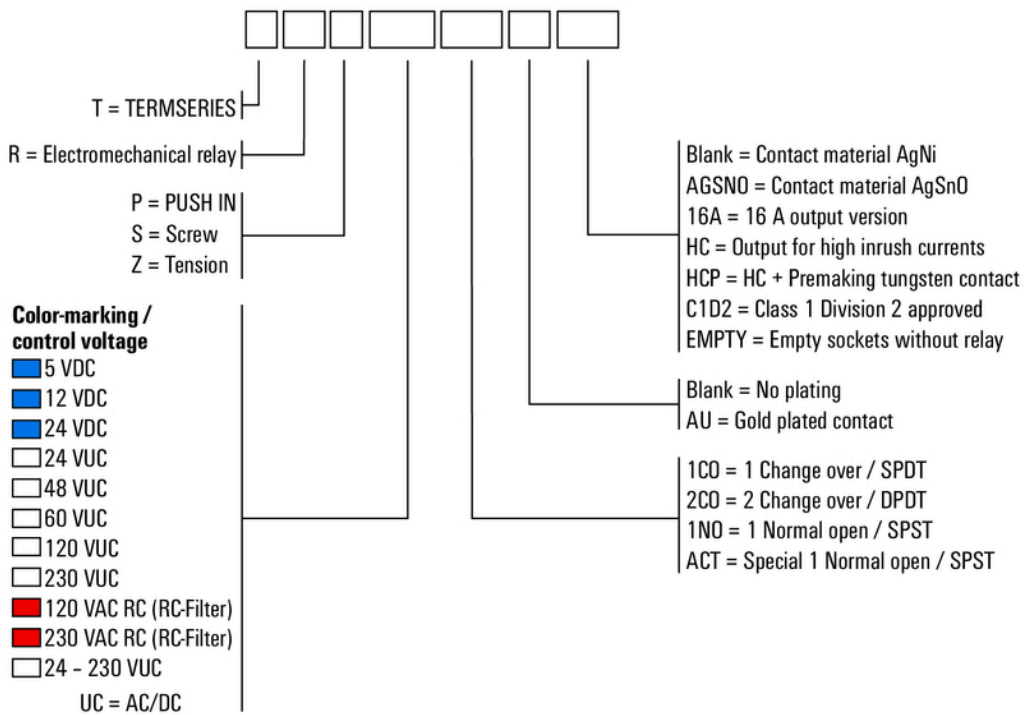 T = TERMSERIES
R = Electromechanical relay
P = PUSH IN
S = Screw
Z = Tension
Color-marking /
control voltage
5 VDC
12 VDC
24 VDC
24 VUC
48 VUC
60 VUC
120 VUC
230 VUC
120 VAC RC (RC-Filter)
230 VAC RC (RC-Filter)
24 – 230 VUC
UC = AC/DC
Blank = Contact material AgNi
AGSNO = Contact material AgSnO
16A = 16 A output version
HC = Output for high inrush currents
HCP = HC + Premaking tungsten contact
C1D2 = Class 1 Division 2 approved
EMPTY = Empty sockets without relay
Blank = No plating
AU = Gold plated contact
1CO = 1 Change over / SPDT
2CO = 2 Change over / DPDT
1NO = 1 Normal open / SPST
ACT = Special 1 Normal open / SPST